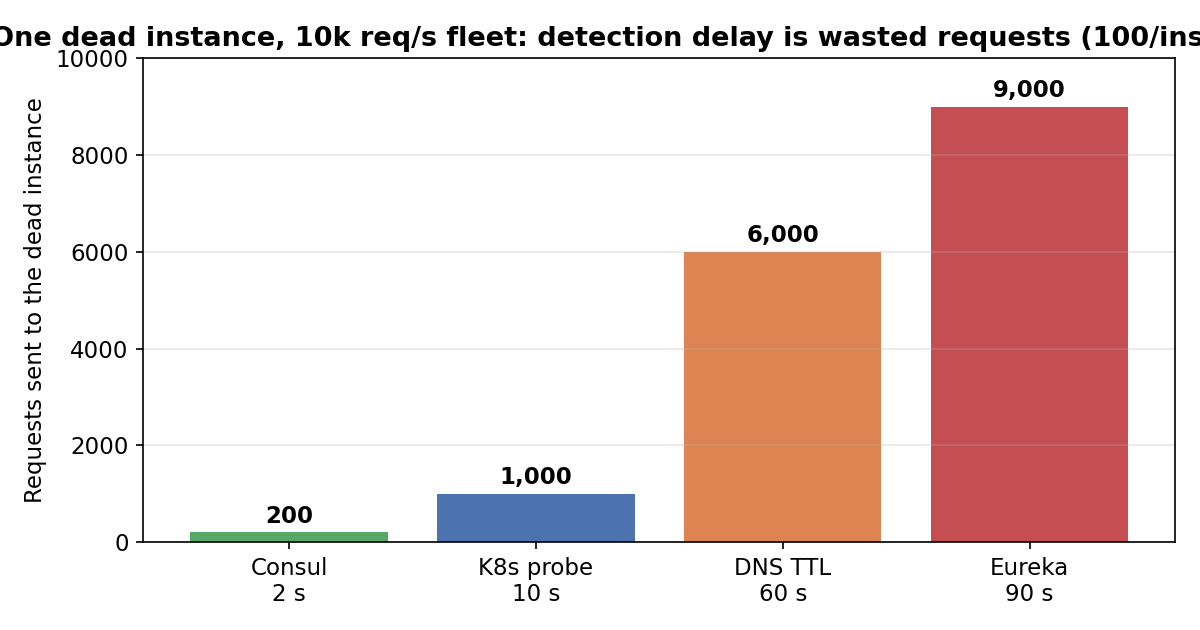 One dead instance, 10k req/s fleet: detection delay is wasted requests (100/ins
Requests sent to the dead instance
10000
8000
6000
4000
2000
0
200
1,000
6,000
9,000
Consul
2 s
K8s probe
10 s
DNS TTL
60 s
Eureka
90 s